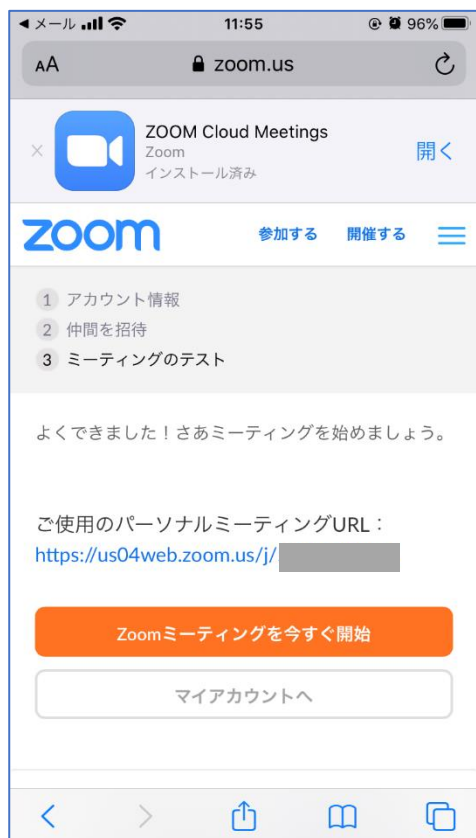 メール 11:55 96%
AA zoom.us
ZOOM Cloud Meetings
Zoom
インストール済み
開く
zoom 参加する 開催する
1 アカウント情報
2 仲間を招待
3 ミーティングのテスト
よくできました！さあミーティングを始めましょう。
ご使用のパーソナルミーティングURL：
https://us04web.zoom.us/j/
Zoomミーティングを今すぐ開始
マイアカウントへ